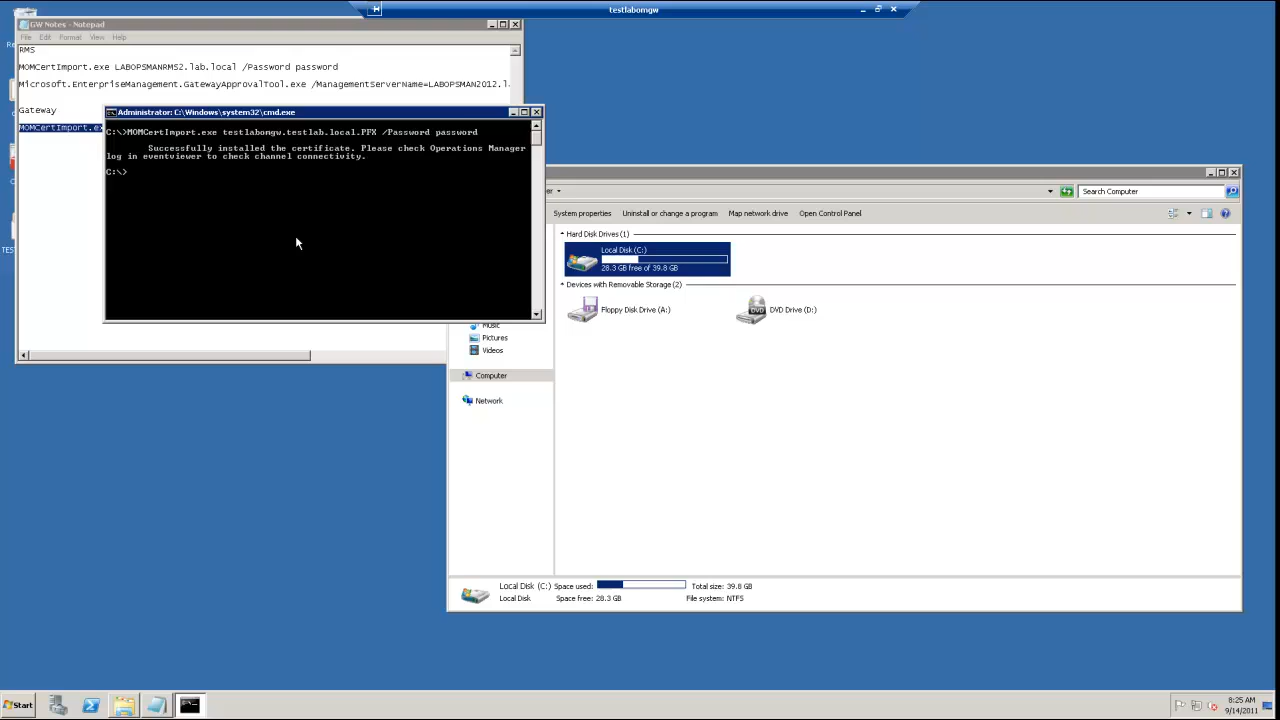 testlabomgw
GW Notes - Notepad
File Edit Format View Help
RMS
MOMCertImport.exe LABOPSMANRMS2.lab.local /Password password
Microsoft.EnterpriseManagement.GatewayApprovalTool.exe /ManagementServerName=LABOPSMAN2012.l
Gateway
MOMCertImport.ex
Administrator: C:\Windows\system32\cmd.exe
C:\>MOMCertImport.exe testlabomgw.testlab.local.PFX /Password password
Successfully installed the certificate. Please check Operations Manager
log in eventviewer to check channel connectivity.
C:\>
Search Computer
System properties Uninstall or change a program Map network drive Open Control Panel
Hard Disk Drives (1)
Local Disk (C:)
28.3 GB free of 39.8 GB
Devices with Removable Storage (2)
Floppy Disk Drive (A:)
DVD Drive (D:)
Music
Pictures
Videos
Computer
Network
Local Disk (C:) Space used: Total size: 39.8 GB
Local Disk Space free: 28.3 GB File system: NTFS
Start
8:25 AM
9/14/2011